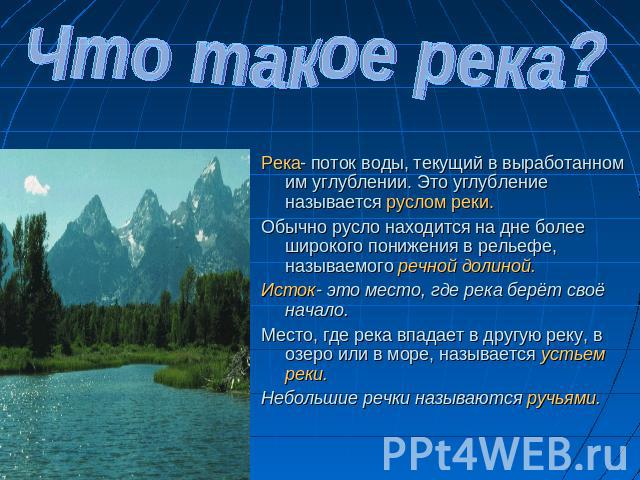 Что такое река?
Река- поток воды, текущий в выработанном
им углублении. Это углубление
называется руслом реки.
Обычно русло находится на дне более
широкого понижения в рельефе,
называемого речной долиной.
Исток- это место, где река берёт своё
начало.
Место, где река впадает в другую реку, в
озеро или в море, называется устьем
реки.
Небольшие речки называются ручьями.
PPt4WEB.ru